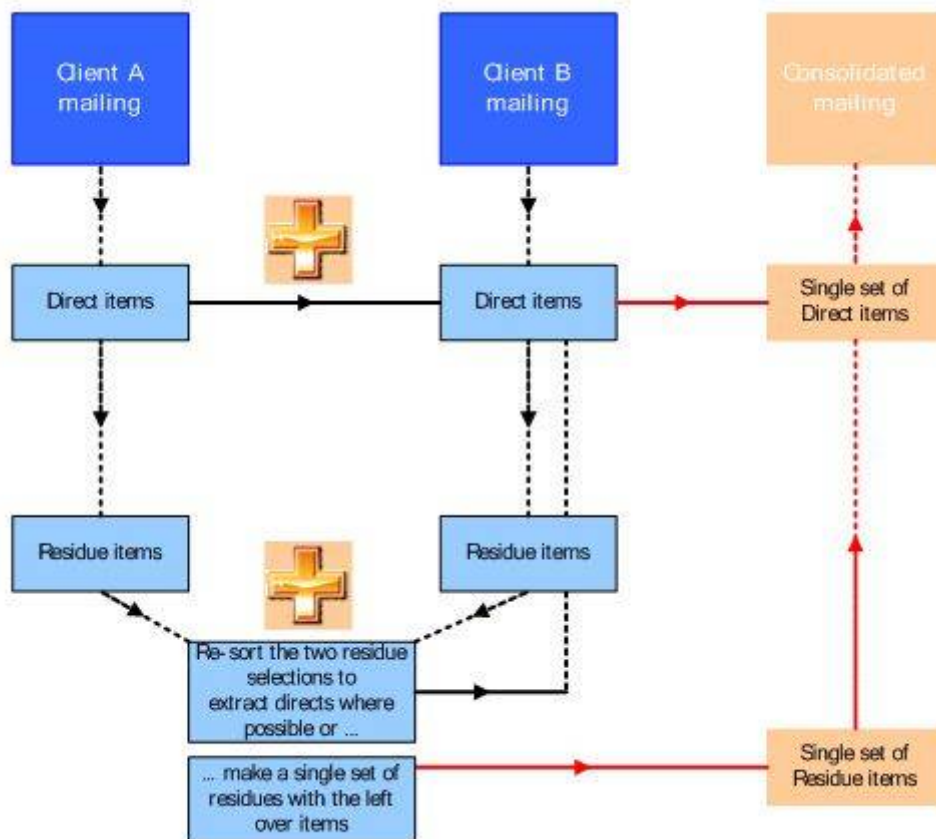 Client A
mailing
Client B
mailing
Consolidated
mailing
Direct items
Direct items
Single set of
Direct items
Residue items
Residue items
Re-sort the two residue
selections to
extract directs where
possible or ...
... make a single set of
residues with the left
over items
Single set of
Residue items